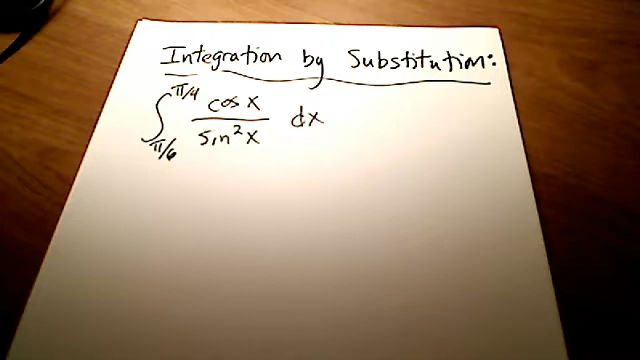 Integration by Substitution:
∫_{π/6}^{π/4} cos x / sin²x dx